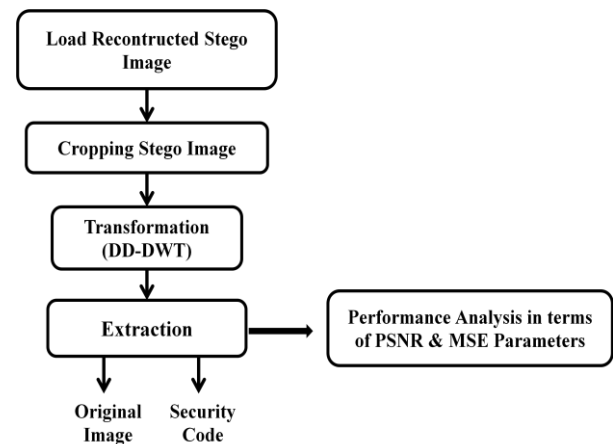 Load Recontructed Stego
Image
Cropping Stego Image
Transformation
(DD-DWT)
Extraction
Performance Analysis in terms
of PSNR & MSE Parameters
Original
Image
Security
Code